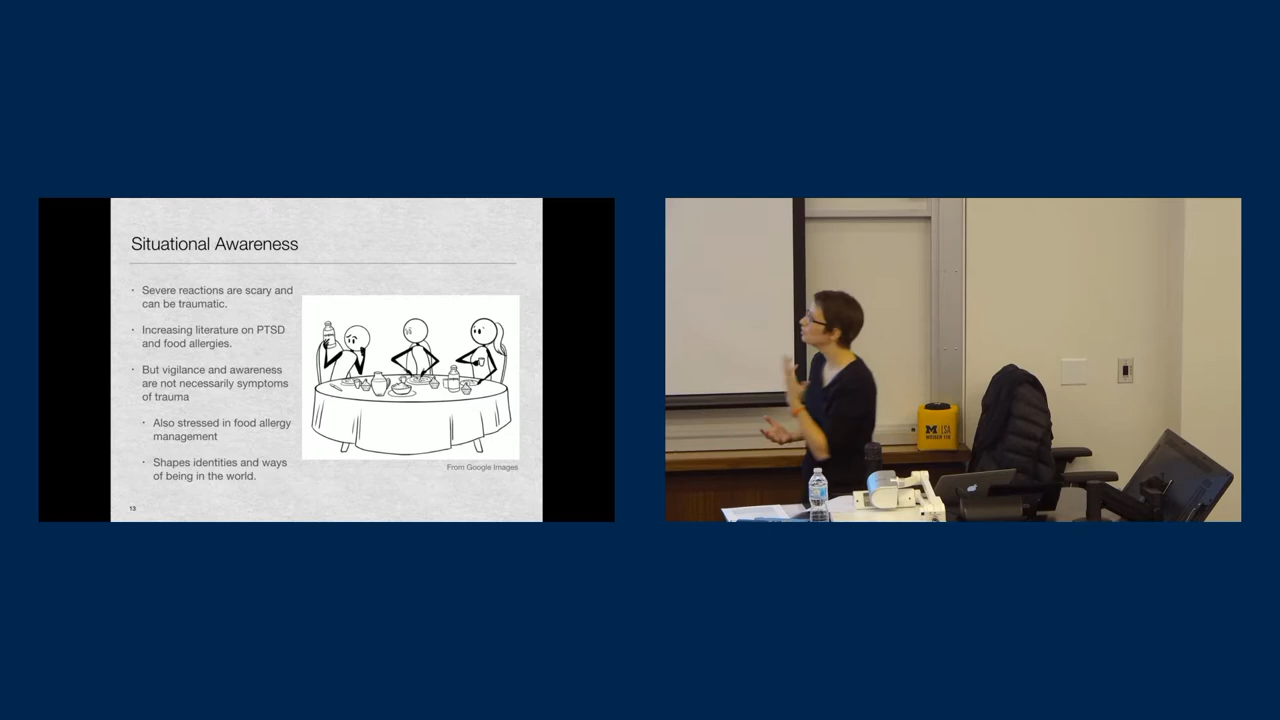 Situational Awareness
· Severe reactions are scary and
can be traumatic.
· Increasing literature on PTSD
and food allergies.
· But vigilance and awareness
are not necessarily symptoms
of trauma
· Also stressed in food allergy
management
· Shapes identities and ways
of being in the world.
From Google Images
13
M LSA
WEISER 110